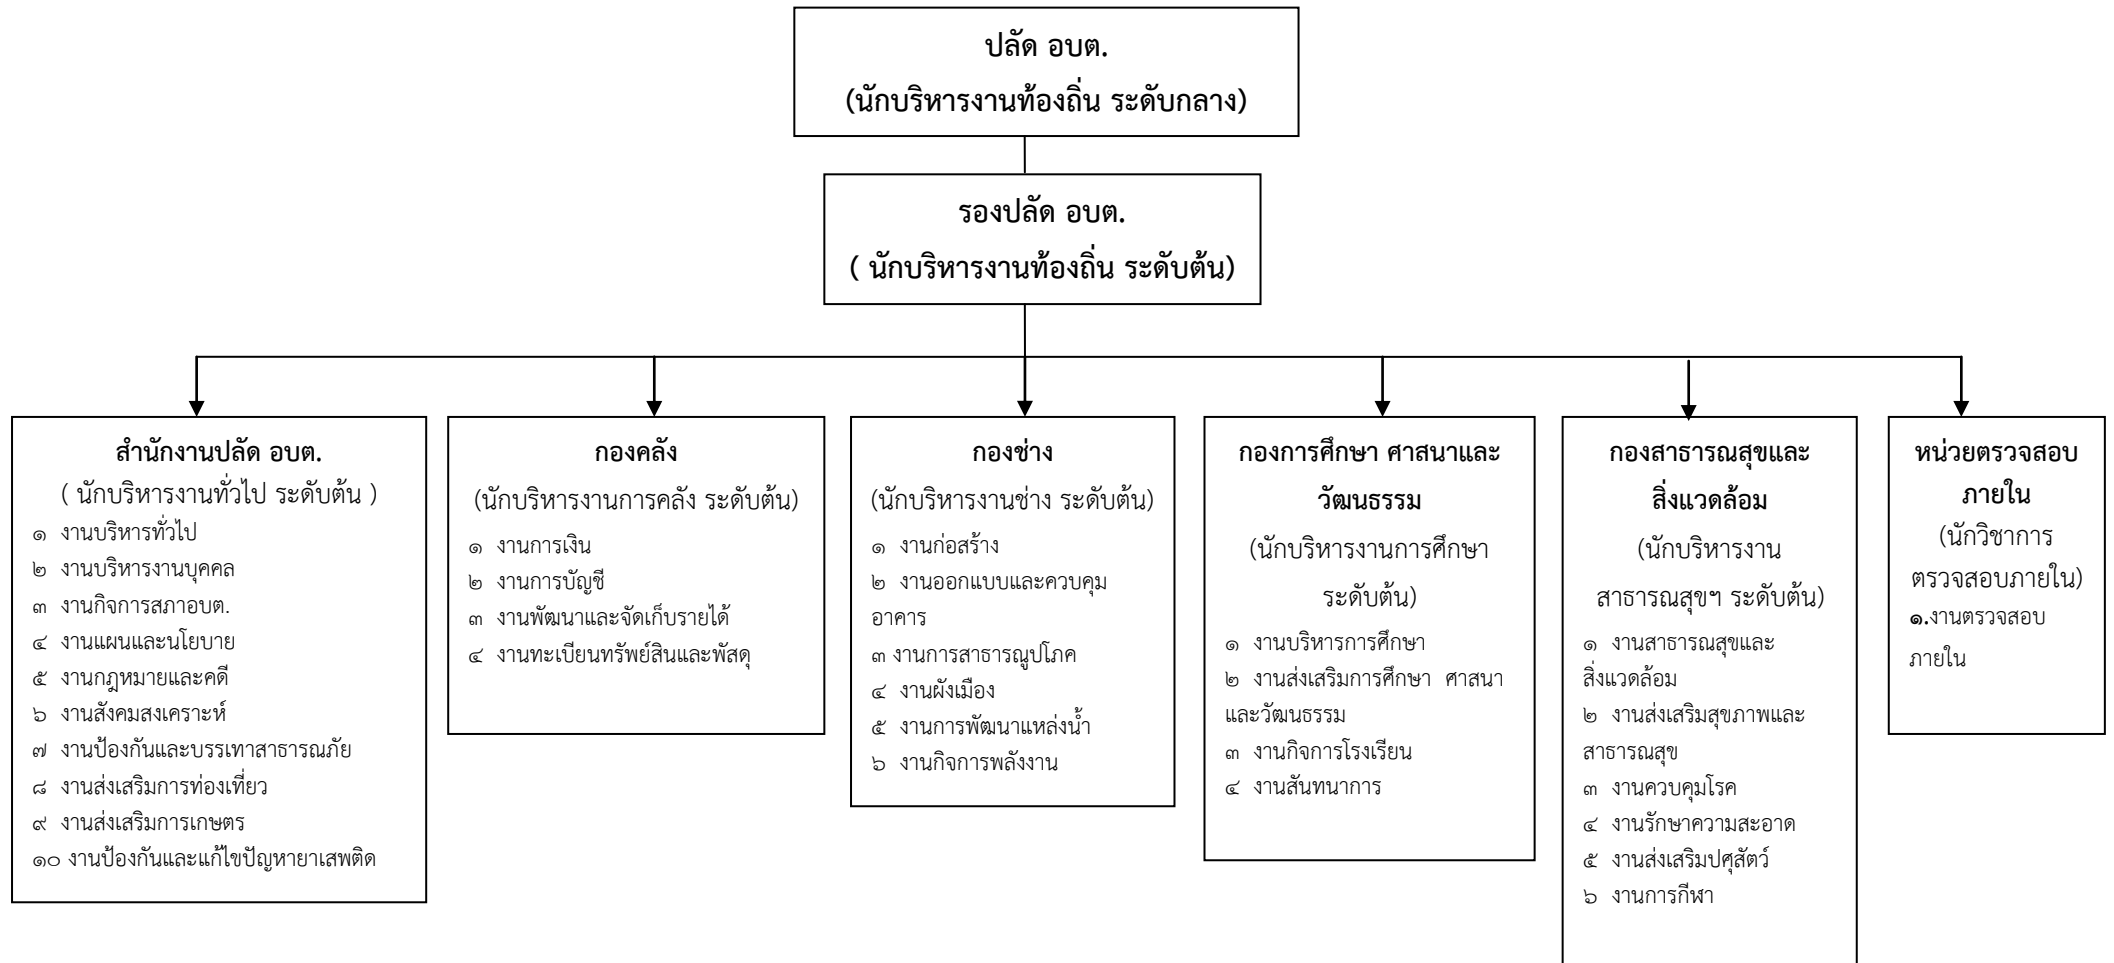 ปลัด อบต.
(นักบริหารงานท้องถิ่น ระดับกลาง)
รองปลัด อบต.
( นักบริหารงานท้องถิ่น ระดับต้น)
สำนักงานปลัด อบต.
( นักบริหารงานทั่วไป ระดับต้น )
๑ งานบริหารทั่วไป
๒ งานบริหารงานบุคคล
๓ งานกิจการสภาอบต.
๔ งานแผนและนโยบาย
๕ งานกฎหมายและคดี
๖ งานสังคมสงเคราะห์
๗ งานป้องกันและบรรเทาสาธารณภัย
๘ งานส่งเสริมการท่องเที่ยว
๙ งานส่งเสริมการเกษตร
๑๐ งานป้องกันและแก้ไขปัญหายาเสพติด
กองคลัง
(นักบริหารงานการคลัง ระดับต้น)
๑ งานการเงิน
๒ งานการบัญชี
๓ งานพัฒนาและจัดเก็บรายได้
๔ งานทะเบียนทรัพย์สินและพัสดุ
กองช่าง
(นักบริหารงานช่าง ระดับต้น)
๑ งานก่อสร้าง
๒ งานออกแบบและควบคุม
อาคาร
๓ งานการสาธารณูปโภค
๔ งานผังเมือง
๕ งานการพัฒนาแหล่งน้ำ
๖ งานกิจการพลังงาน
กองการศึกษา ศาสนาและ
วัฒนธรรม
(นักบริหารงานการศึกษา
ระดับต้น)
๑ งานบริหารการศึกษา
๒ งานส่งเสริมการศึกษา ศาสนา
และวัฒนธรรม
๓ งานกิจการโรงเรียน
๔ งานสันทนาการ
กองสาธารณสุขและ
สิ่งแวดล้อม
(นักบริหารงาน
สาธารณสุขฯ ระดับต้น)
๑ งานสาธารณสุขและ
สิ่งแวดล้อม
๒ งานส่งเสริมสุขภาพและ
สาธารณสุข
๓ งานควบคุมโรค
๔ งานรักษาความสะอาด
๕ งานส่งเสริมปศุสัตว์
๖ งานการกีฬา
หน่วยตรวจสอบ
ภายใน
(นักวิชาการ
ตรวจสอบภายใน)
๑.งานตรวจสอบ
ภายใน